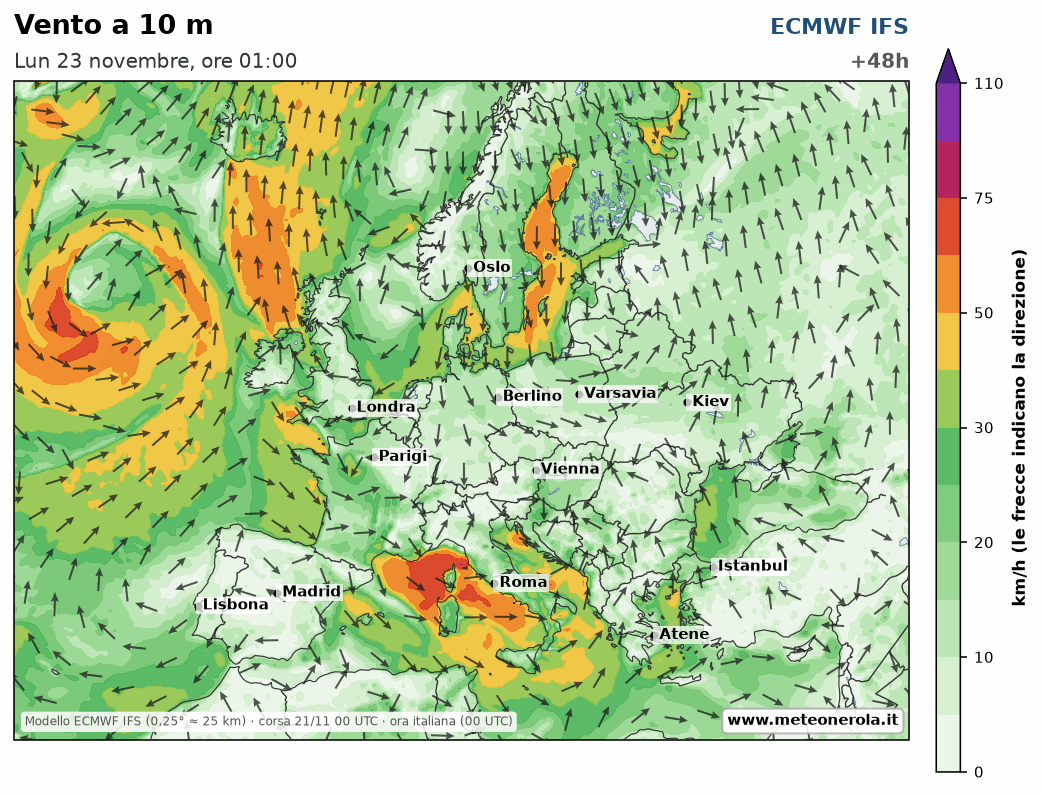 Vento a 10 m
ECMWF IFS
Lun 23 novembre, ore 01:00
+48h
Oslo
Berlino
Varsavia
Kiev
Londra
Parigi
Vienna
Istanbul
Roma
Madrid
Lisbona
Atene
Modello ECMWF IFS (0,25° ≈ 25 km) · corsa 21/11 00 UTC · ora italiana (00 UTC)
www.meteonerola.it
110
75
50
30
20
10
0
km/h (le frecce indicano la direzione)